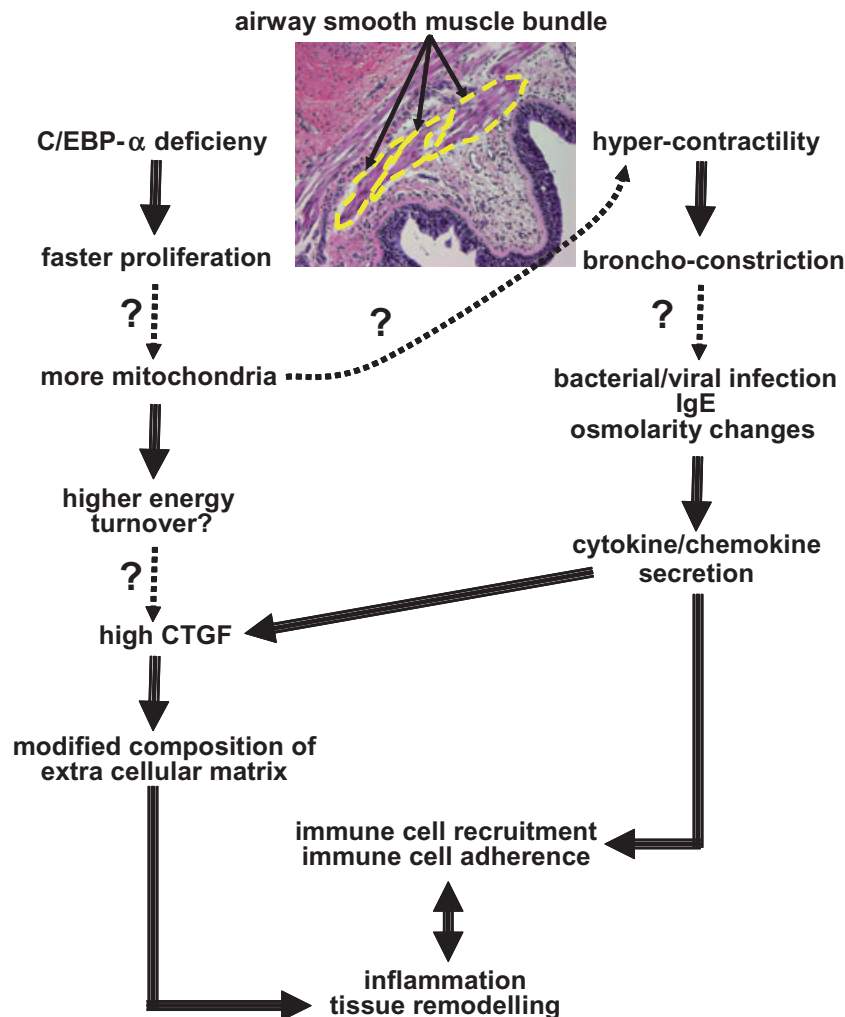 airway smooth muscle bundle
C/EBP-α deficieny
hyper-contractility
faster proliferation
broncho-constriction
?
?
?
more mitochondria
bacterial/viral infection
IgE
osmolarity changes
higher energy
turnover?
cytokine/chemokine
secretion
?
high CTGF
modified composition of
extra cellular matrix
immune cell recruitment
immune cell adherence
inflammation
tissue remodelling